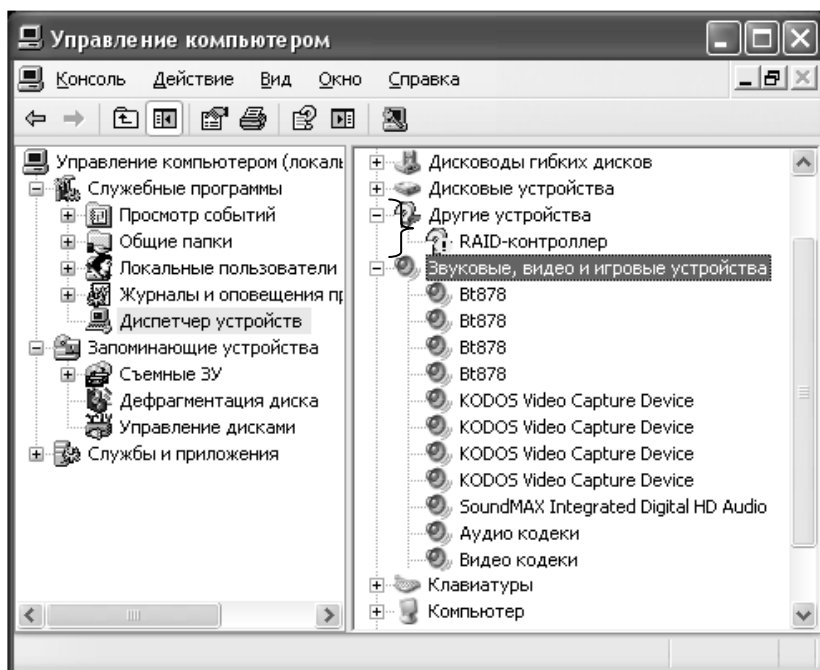 Управление компьютером
Консоль Действие Вид Окно Справка
Управление компьютером (локаль
Служебные программы
Просмотр событий
Общие папки
Локальные пользователи
Журналы и оповещения пр
Диспетчер устройств
Запоминающие устройства
Съемные ЗУ
Дефрагментация диска
Управление дисками
Службы и приложения
Дисководы гибких дисков
Дисковые устройства
Другие устройства
RAID-контроллер
Звуковые, видео и игровые устройства
Bt878
Bt878
Bt878
Bt878
KODOS Video Capture Device
KODOS Video Capture Device
KODOS Video Capture Device
KODOS Video Capture Device
SoundMAX Integrated Digital HD Audio
Аудио кодеки
Видео кодеки
Клавиатуры
Компьютер